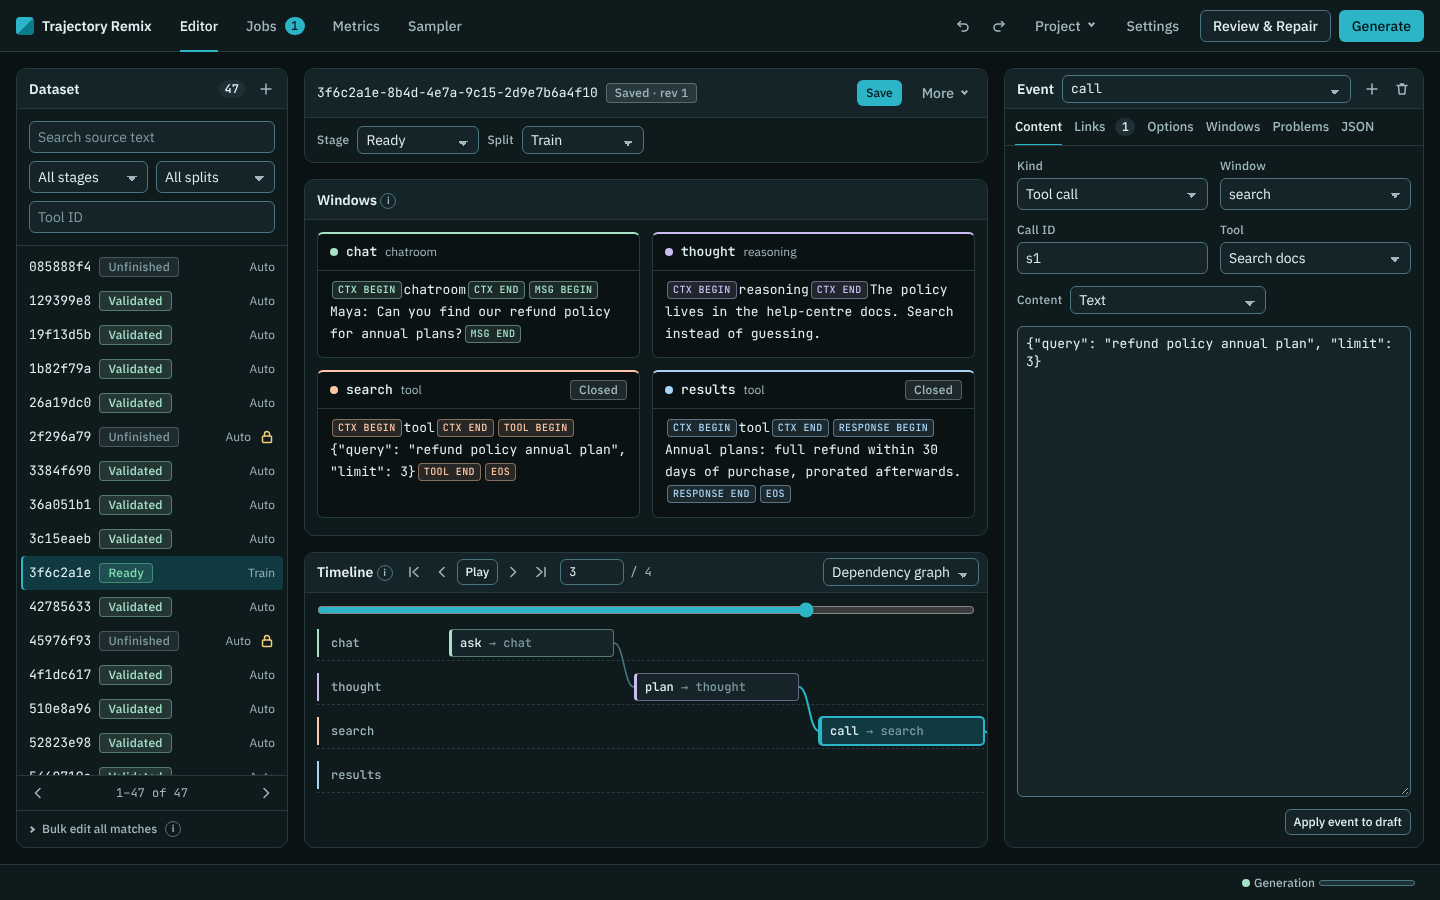 Trajectory Remix
Editor
Jobs 1
Metrics
Sampler
Project
Settings
Review & Repair
Generate
Dataset 47
Search source text
All stages
All splits
Tool ID
085888f4 Unfinished Auto
129399e8 Validated Auto
19f13d5b Validated Auto
1b82f79a Validated Auto
26a19dc0 Validated Auto
2f296a79 Unfinished Auto
3384f690 Validated Auto
36a051b1 Validated Auto
3c15eaeb Validated Auto
3f6c2a1e Ready Train
42785633 Validated Auto
45976f93 Unfinished Auto
4f1dc617 Validated Auto
510e8a96 Validated Auto
52823e98 Validated Auto
1–47 of 47
Bulk edit all matches i
3f6c2a1e-8b4d-4e7a-9c15-2d9e7b6a4f10 Saved · rev 1
Save
More
Stage Ready Split Train
Windows i
chat chatroom
CTX BEGIN chatroom CTX END MSG BEGIN
Maya: Can you find our refund policy
for annual plans? MSG END
thought reasoning
CTX BEGIN reasoning CTX END The policy
lives in the help-centre docs. Search
instead of guessing.
search tool Closed
CTX BEGIN tool CTX END TOOL BEGIN
{"query": "refund policy annual plan",
"limit": 3} TOOL END EOS
results tool Closed
CTX BEGIN tool CTX END RESPONSE BEGIN
Annual plans: full refund within 30
days of purchase, prorated afterwards.
RESPONSE END EOS
Timeline i Play 3 / 4 Dependency graph
chat ask → chat
thought plan → thought
search call → search
results
Event call
Content Links 1 Options Windows Problems JSON
Kind Window
Tool call search
Call ID Tool
s1 Search docs
Content Text
{"query": "refund policy annual plan", "limit":
3}
Apply event to draft
Generation